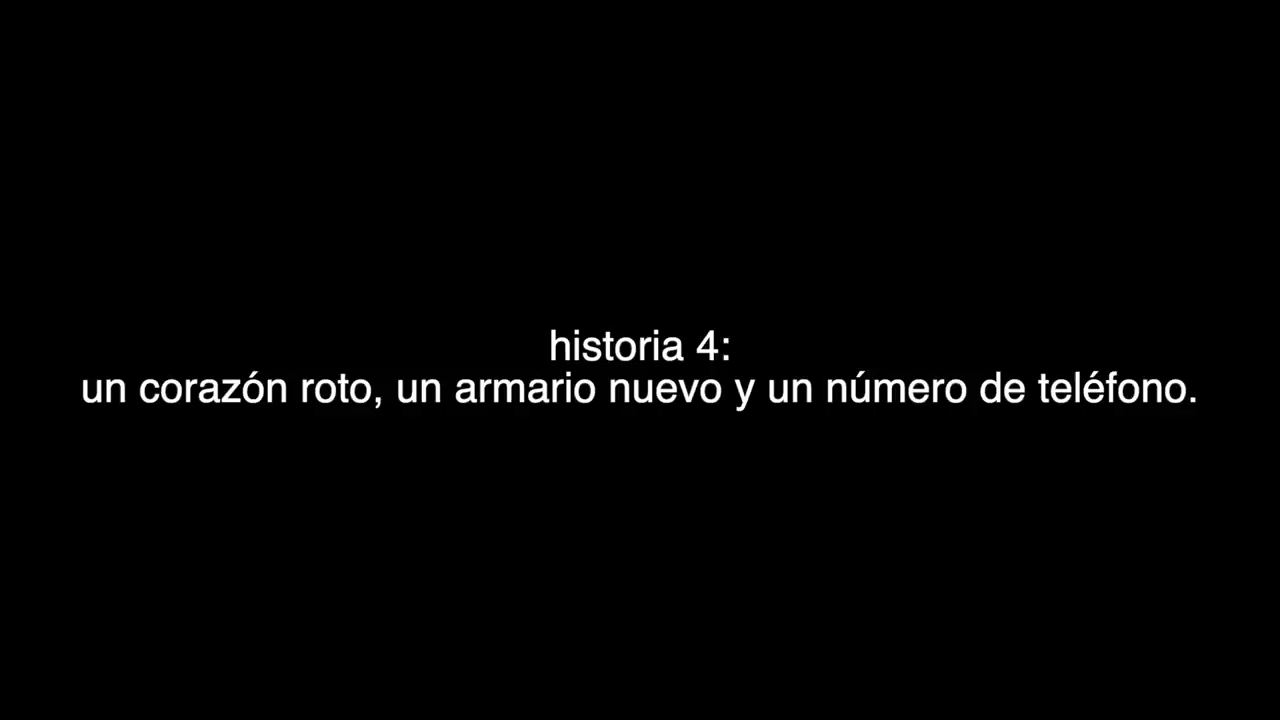 historia 4:
un corazón roto, un armario nuevo y un número de teléfono.